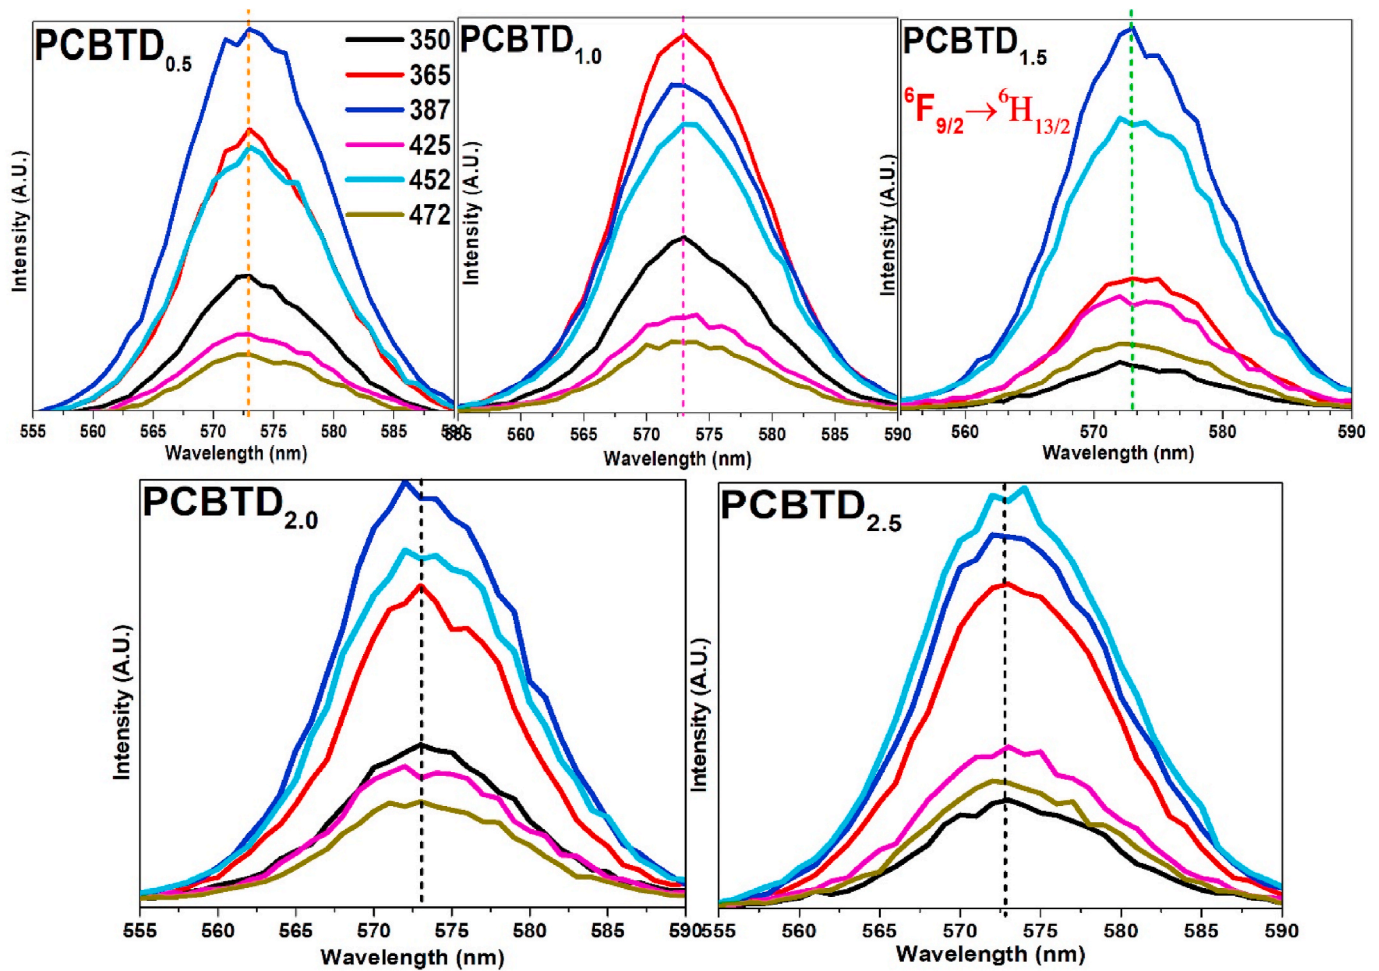 PCBTD0.5
350
365
387
425
452
472
Intensity (A.U.)
555 560 565 570 575 580 585
Wavelength (nm)
PCBTD1.0
Intensity (A.U.)
560 565 570 575 580 585 590
Wavelength (nm)
PCBTD1.5
6F9/2→6H13/2
Intensity (A.U.)
560 570 580 590
Wavelength (nm)
PCBTD2.0
Intensity (A.U.)
555 560 565 570 575 580 585 590
Wavelength (nm)
PCBTD2.5
Intensity (A.U.)
555 560 565 570 575 580 585 590
Wavelength (nm)